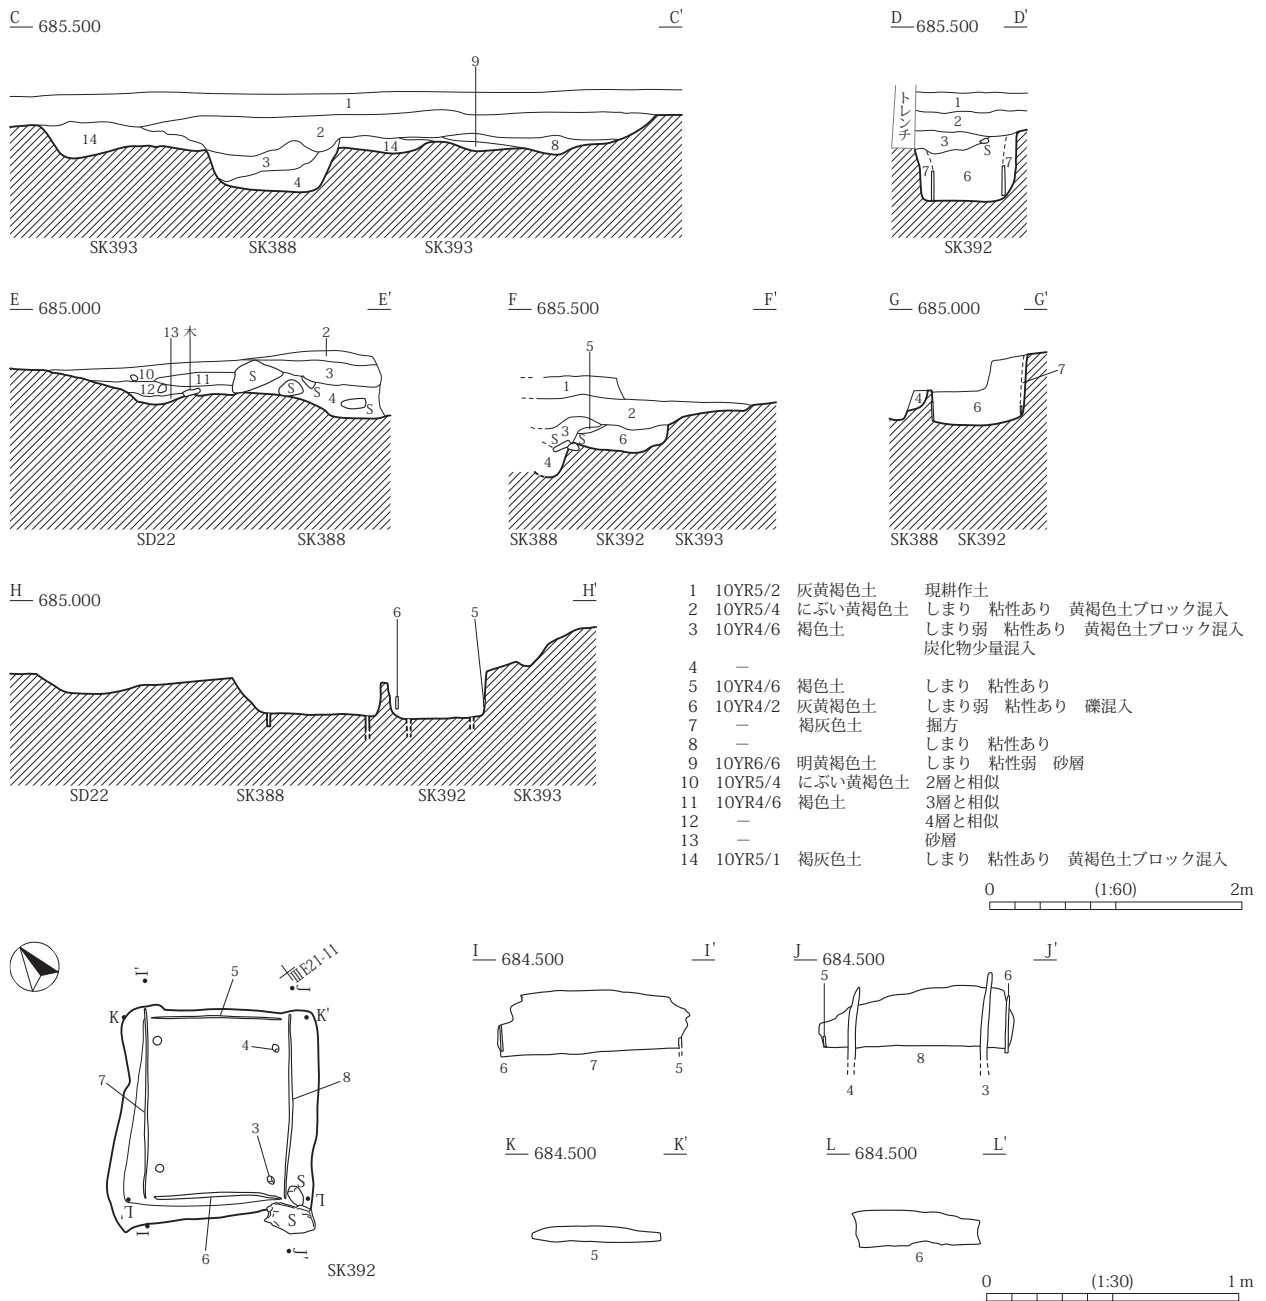 C 685.500 C'
9
1
14
2
3
4
14
8
SK393 SK388 SK393
D 685.500 D'
トレンチ
1
2
3
S
7
6
7
SK392
E 685.000 E'
13 木
2
10
11
12
S
3
S
S
4
S
SD22 SK388
F 685.500 F'
5
1
2
3
S
S
6
4
SK388 SK392 SK393
G 685.000 G'
7
4
6
SK388 SK392
H 685.000 H'
6
5
SD22 SK388 SK392 SK393
1 10YR5/2 灰黄褐色土 現耕作土
2 10YR5/4 にぶい黄褐色土 しまり 粘性あり 黄褐色土ブロック混入
3 10YR4/6 褐色土 しまり弱 粘性あり 黄褐色土ブロック混入
炭化物少量混入
4 −
5 10YR4/6 褐色土 しまり 粘性あり
6 10YR4/2 灰黄褐色土 しまり弱 粘性あり 礫混入
7 − 褐灰色土 掘方
8 − しまり 粘性あり
9 10YR6/6 明黄褐色土 しまり 粘性弱 砂層
10 10YR5/4 にぶい黄褐色土 2層と相似
11 10YR4/6 褐色土 3層と相似
12 − 4層と相似
13 − 砂層
14 10YR5/1 褐灰色土 しまり 粘性あり 黄褐色土ブロック混入
0 (1:60) 2m
I'
5
ⅢE21-11
J
K
K'
4
7
8
3
S
S
L'
L
I
6
J'
SK392
I 684.500 I'
6
7
5
J 684.500 J'
5
6
8
4
3
K 684.500 K'
5
L 684.500 L'
6
0 (1:30) 1 m